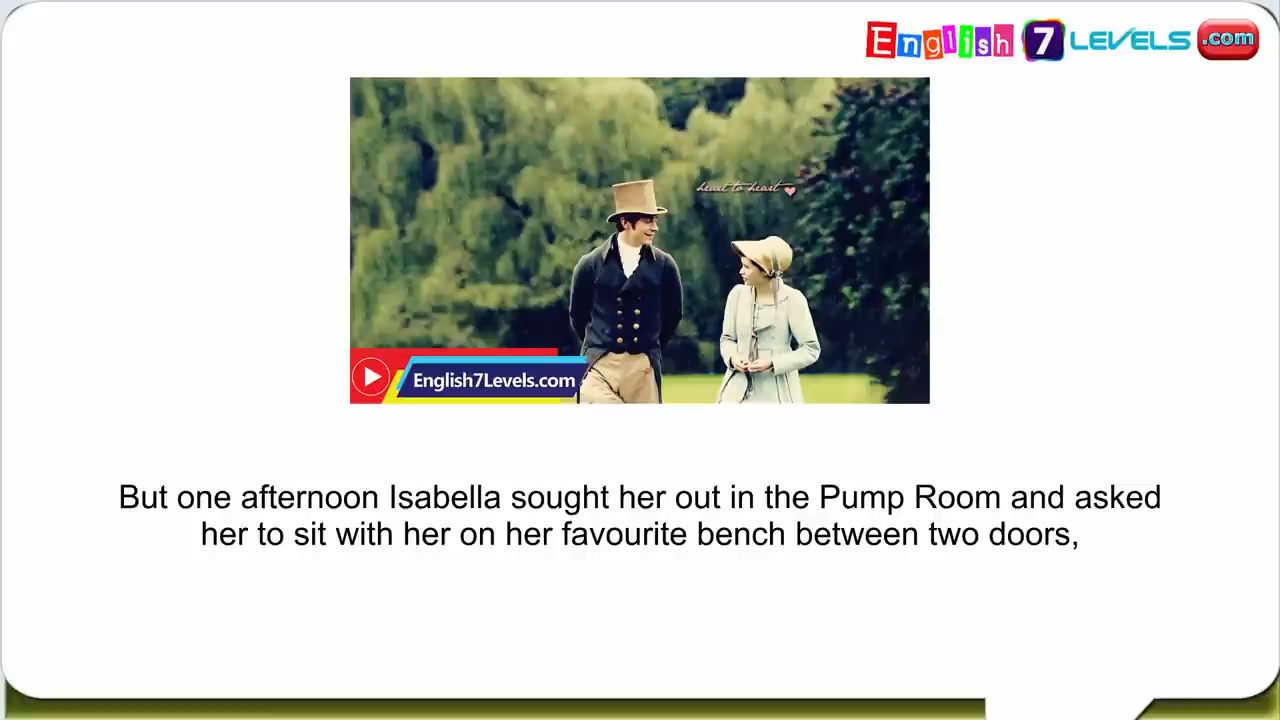 English 7 LEVELS .com
heart to heart
English7Levels.com
But one afternoon Isabella sought her out in the Pump Room and asked
her to sit with her on her favourite bench between two doors,